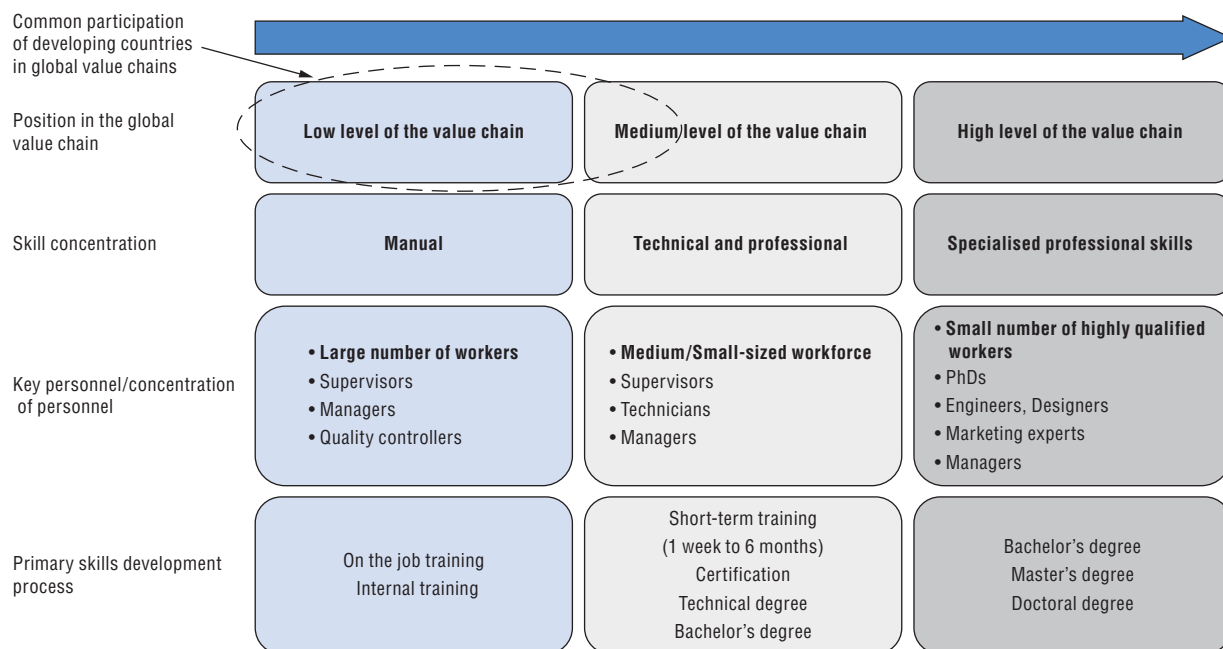 Common participation
of developing countries
in global value chains
Position in the global
value chain
Low level of the value chain
Medium level of the value chain
High level of the value chain
Skill concentration
Manual
Technical and professional
Specialised professional skills
Key personnel/concentration
of personnel
• Large number of workers
• Supervisors
• Managers
• Quality controllers
• Medium/Small-sized workforce
• Supervisors
• Technicians
• Managers
• Small number of highly qualified
workers
• PhDs
• Engineers, Designers
• Marketing experts
• Managers
Primary skills development
process
On the job training
Internal training
Short-term training
(1 week to 6 months)
Certification
Technical degree
Bachelor's degree
Bachelor's degree
Master's degree
Doctoral degree